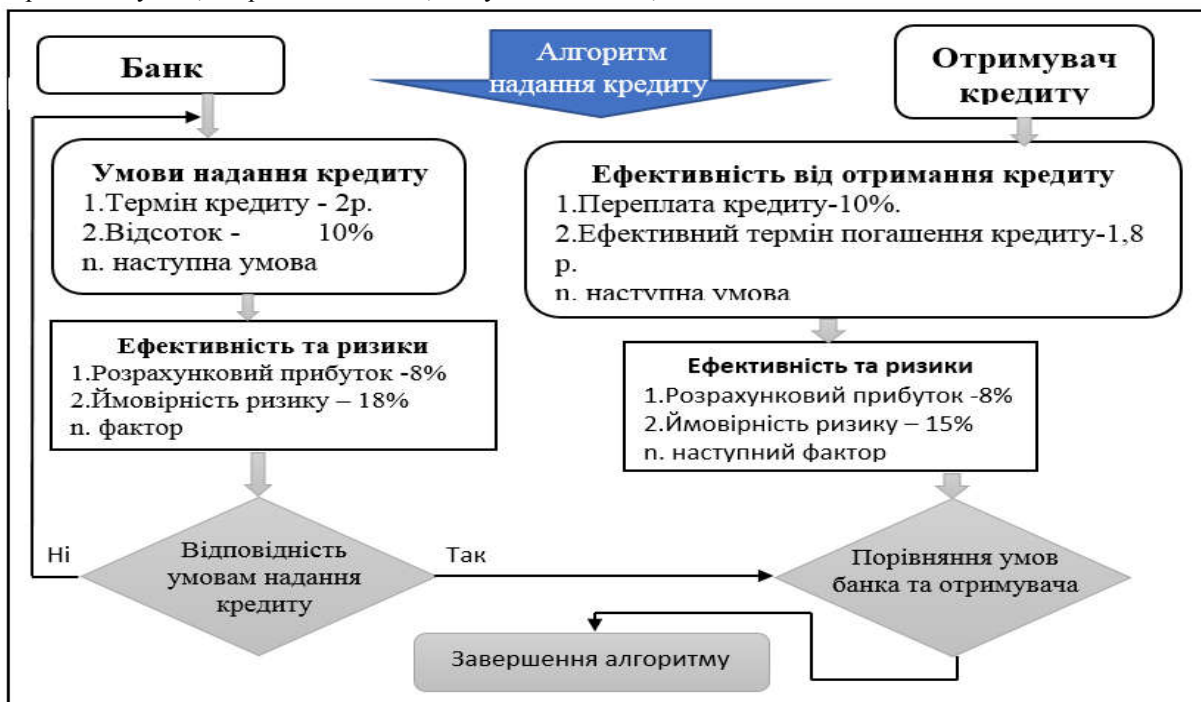 Банк
Алгоритм
надання кредиту
Отримувач
кредиту
Умови надання кредиту
1.Термін кредиту - 2р.
2.Відсоток - 10%
n. наступна умова
Ефективність від отримання кредиту
1.Переплата кредиту-10%.
2.Ефективний термін погашення кредиту-1,8
р.
n. наступна умова
Ефективність та ризики
1.Розрахунковий прибуток -8%
2.Ймовірність ризику – 18%
n. фактор
Ефективність та ризики
1.Розрахунковий прибуток -8%
2.Ймовірність ризику – 15%
n. наступний фактор
Ні
Відповідність
умовам надання
кредиту
Так
Порівняння умов
банка та отримувача
Завершення алгоритму